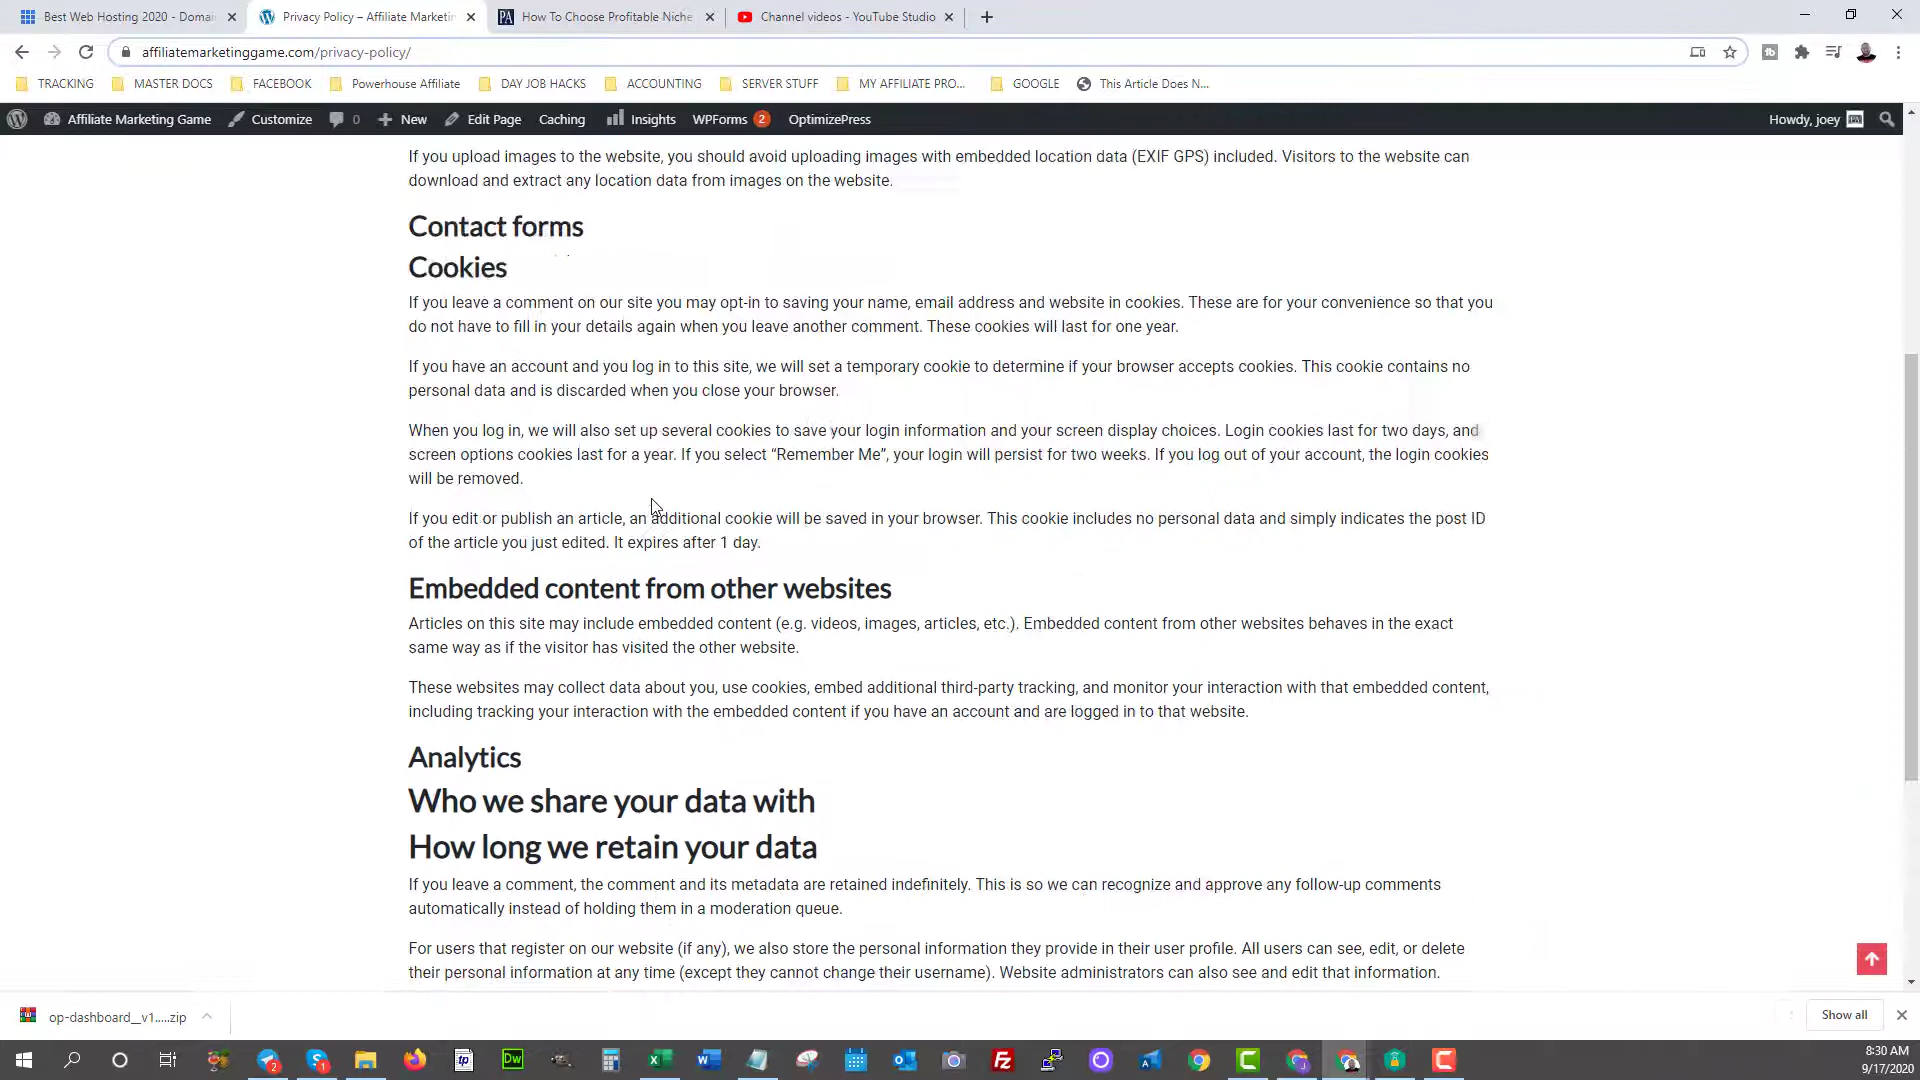 Best Web Hosting 2020 - Domai
Privacy Policy – Affiliate Marketin
How To Choose Profitable Niche
Channel videos - YouTube Studio
affiliatemarketinggame.com/privacy-policy/
TRACKING
MASTER DOCS
FACEBOOK
Powerhouse Affiliate
DAY JOB HACKS
ACCOUNTING
SERVER STUFF
MY AFFILIATE PRO...
GOOGLE
This Article Does N...
Affiliate Marketing Game
Customize
0
New
Edit Page
Caching
Insights
WPForms 2
OptimizePress
Howdy, joey
If you upload images to the website, you should avoid uploading images with embedded location data (EXIF GPS) included. Visitors to the website can
download and extract any location data from images on the website.
Contact forms
Cookies
If you leave a comment on our site you may opt-in to saving your name, email address and website in cookies. These are for your convenience so that you
do not have to fill in your details again when you leave another comment. These cookies will last for one year.
If you have an account and you log in to this site, we will set a temporary cookie to determine if your browser accepts cookies. This cookie contains no
personal data and is discarded when you close your browser.
When you log in, we will also set up several cookies to save your login information and your screen display choices. Login cookies last for two days, and
screen options cookies last for a year. If you select “Remember Me”, your login will persist for two weeks. If you log out of your account, the login cookies
will be removed.
If you edit or publish an article, an additional cookie will be saved in your browser. This cookie includes no personal data and simply indicates the post ID
of the article you just edited. It expires after 1 day.
Embedded content from other websites
Articles on this site may include embedded content (e.g. videos, images, articles, etc.). Embedded content from other websites behaves in the exact
same way as if the visitor has visited the other website.
These websites may collect data about you, use cookies, embed additional third-party tracking, and monitor your interaction with that embedded content,
including tracking your interaction with the embedded content if you have an account and are logged in to that website.
Analytics
Who we share your data with
How long we retain your data
If you leave a comment, the comment and its metadata are retained indefinitely. This is so we can recognize and approve any follow-up comments
automatically instead of holding them in a moderation queue.
For users that register on our website (if any), we also store the personal information they provide in their user profile. All users can see, edit, or delete
their personal information at any time (except they cannot change their username). Website administrators can also see and edit that information.
op-dashboard__v1.....zip
Show all
8:30 AM
9/17/2020